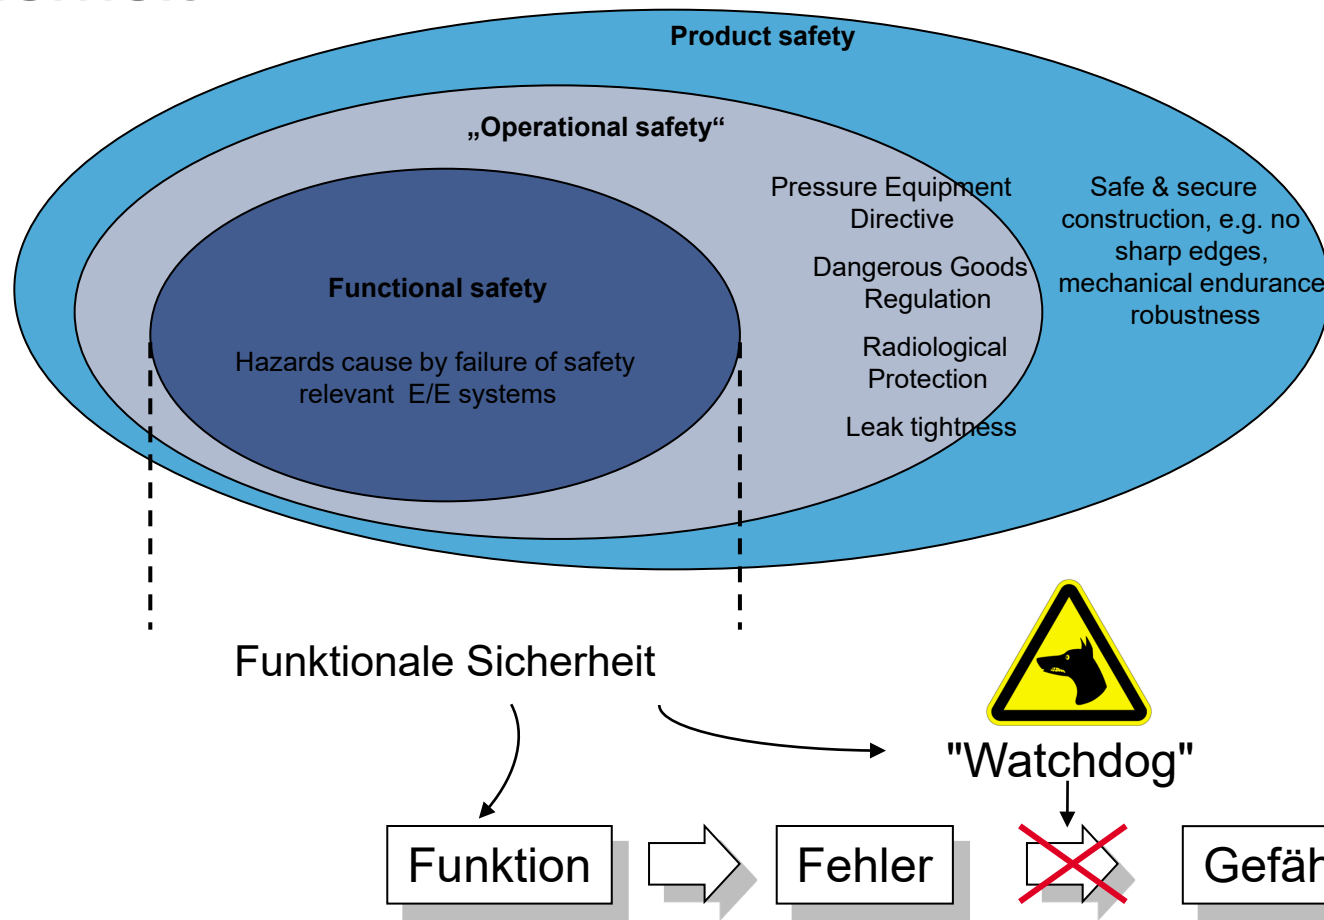 Product safety
„Operational safety“
Pressure Equipment
Directive
Dangerous Goods
Regulation
Radiological
Protection
Leak tightness
Safe & secure
construction, e.g. no
sharp edges,
mechanical endurance
robustness
Functional safety
Hazards cause by failure of safety
relevant E/E systems
Funktionale Sicherheit
"Watchdog"
Funktion
Fehler
Gefäh